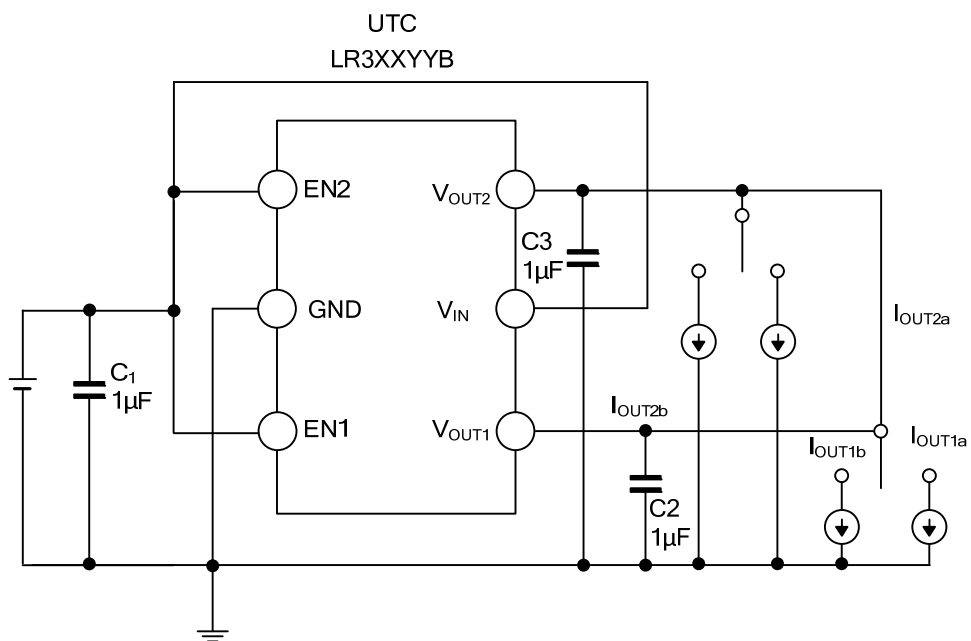 UTC
LR3XXYYB
EN2
VOUT2
C3
1μF
GND
VIN
IOUT2a
C1
1μF
EN1
VOUT1
IOUT2b
IOUT1b
IOUT1a
C2
1μF